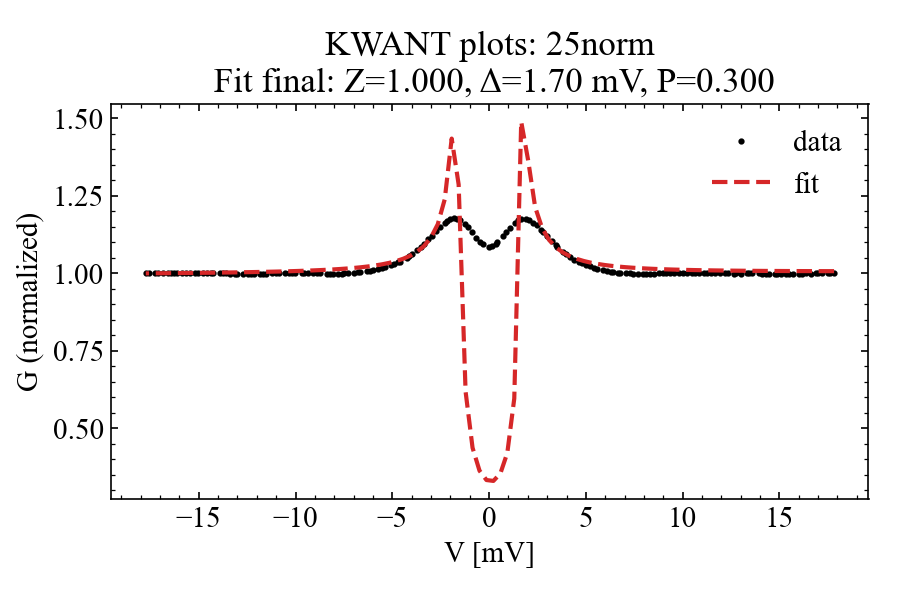 KWANT plots: 25norm
Fit final: Z=1.000, Δ=1.70 mV, P=0.300
G (normalized)
1.50
1.25
1.00
0.75
0.50
data
fit
−15 −10 −5 0 5 10 15
V [mV]